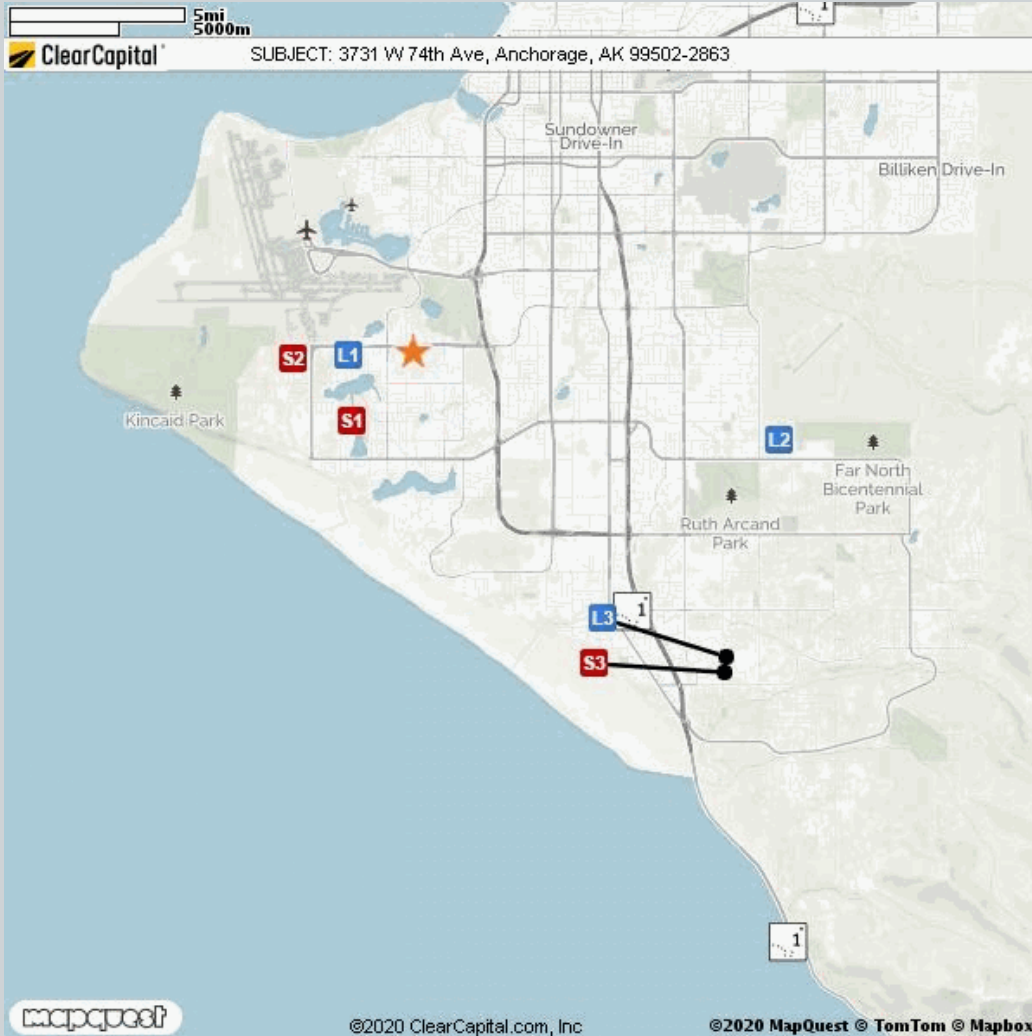 5mi
5000m
1
ClearCapital
SUBJECT: 3731 W 74th Ave, Anchorage, AK 99502-2863
Sundowner
Drive-In
Billiken Drive-In
S2
L1
Kincaid Park
S1
L2
Far North
Bicentennial
Park
Ruth Arcand
Park
L3
1
S3
1
mapquest
©2020 ClearCapital.com, Inc
©2020 MapQuest © TomTom © Mapbox